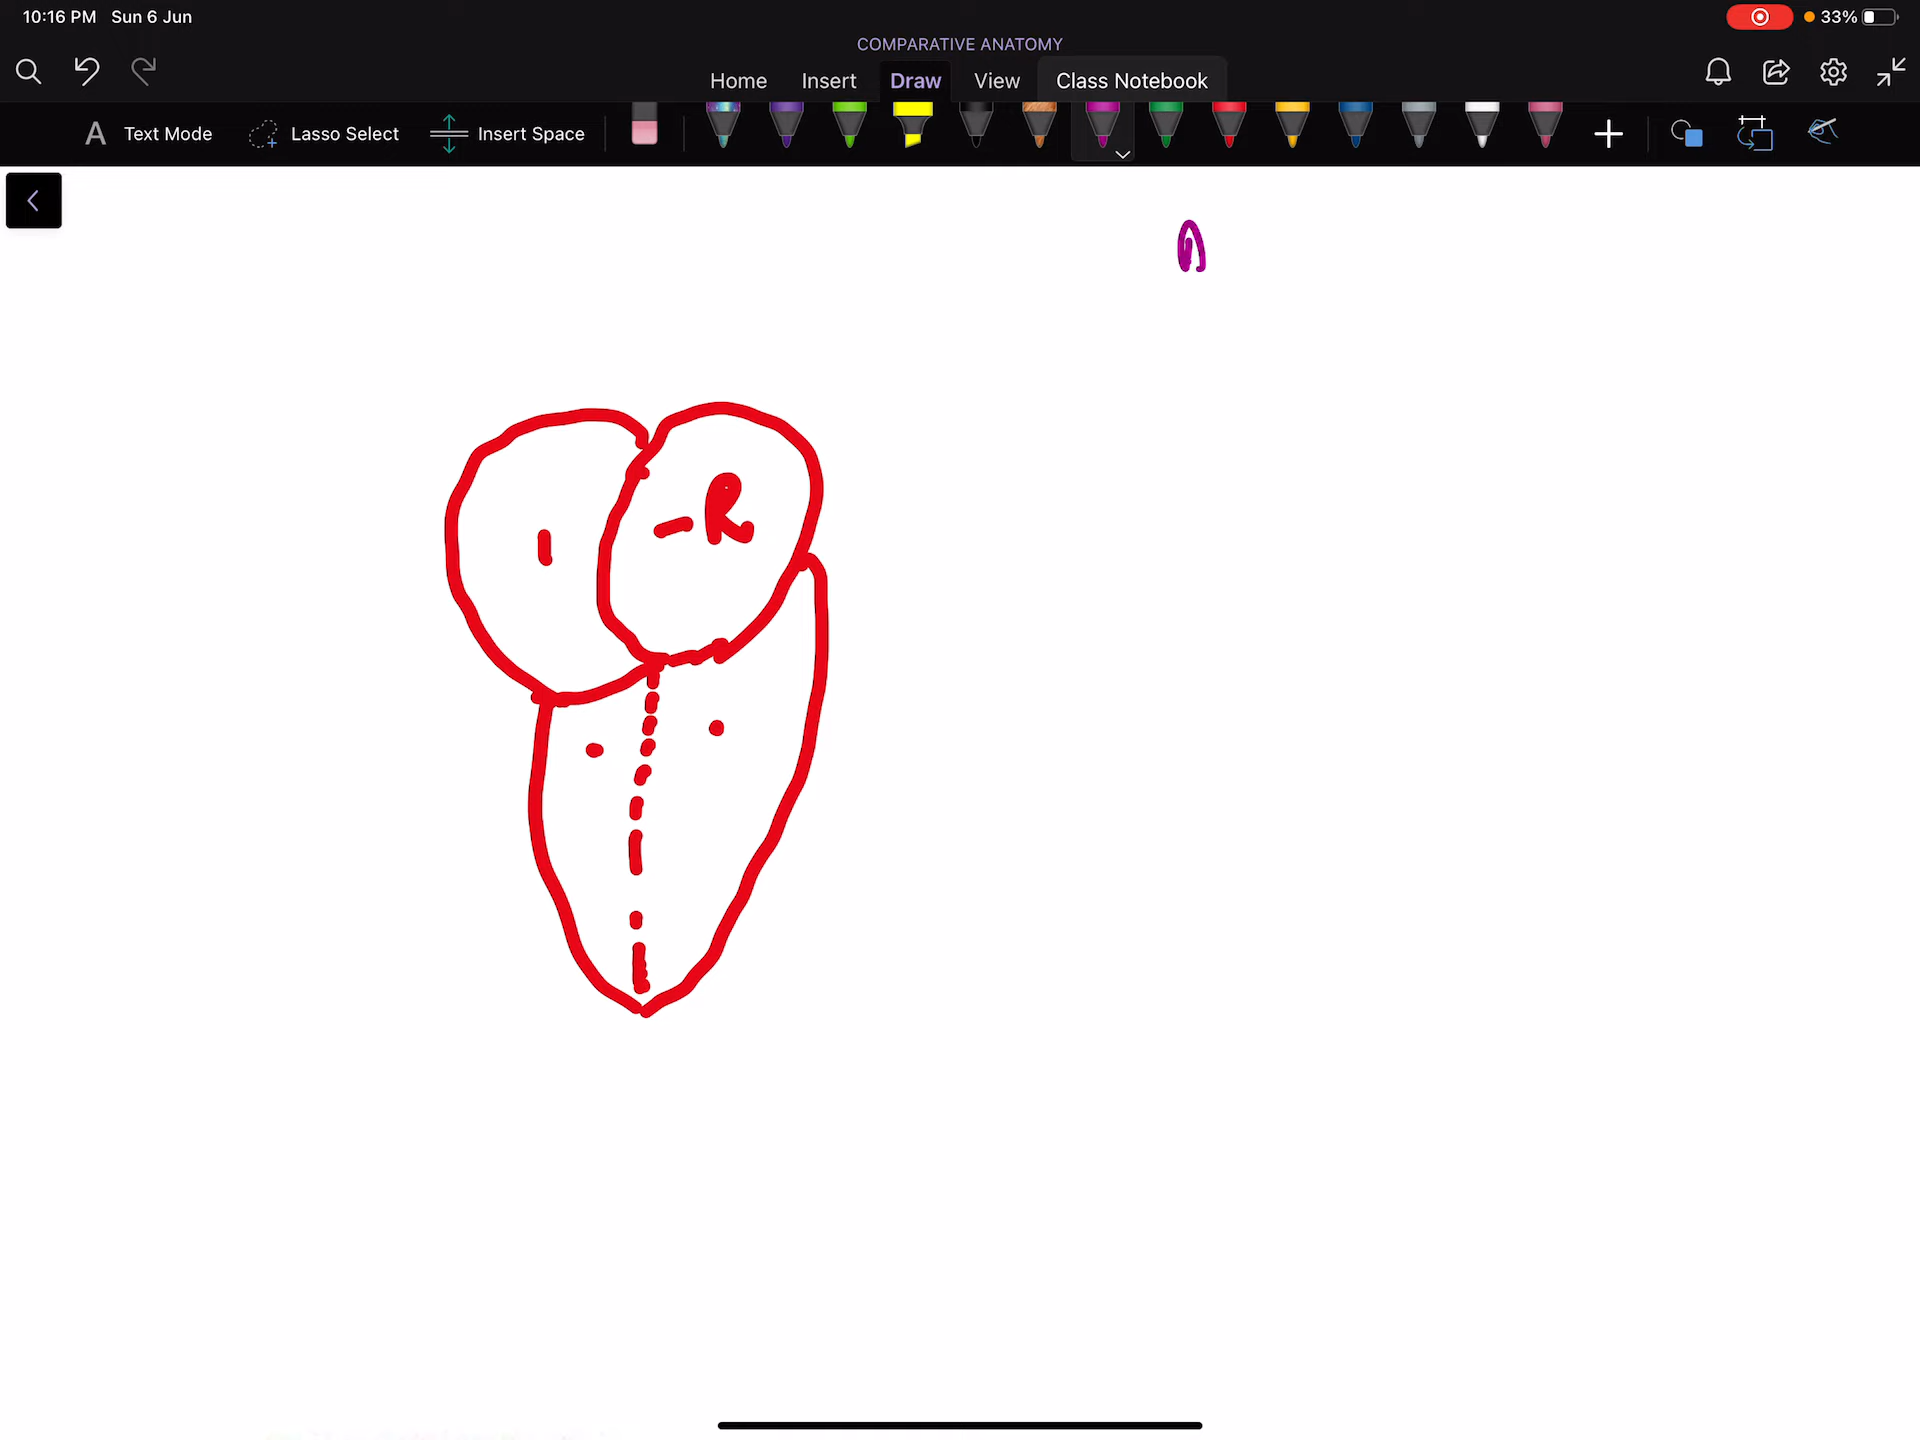 10:16 PM Sun 6 Jun
33%
COMPARATIVE ANATOMY
Home Insert Draw View Class Notebook
A Text Mode Lasso Select Insert Space
-R